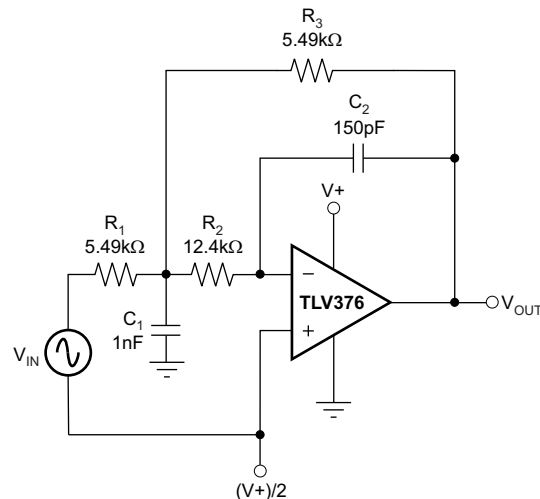 R3
5.49kΩ
C2
150pF
V+
R1
5.49kΩ
R2
12.4kΩ
−
TLV376
+
VOUT
C1
1nF
VIN
(V+)/2